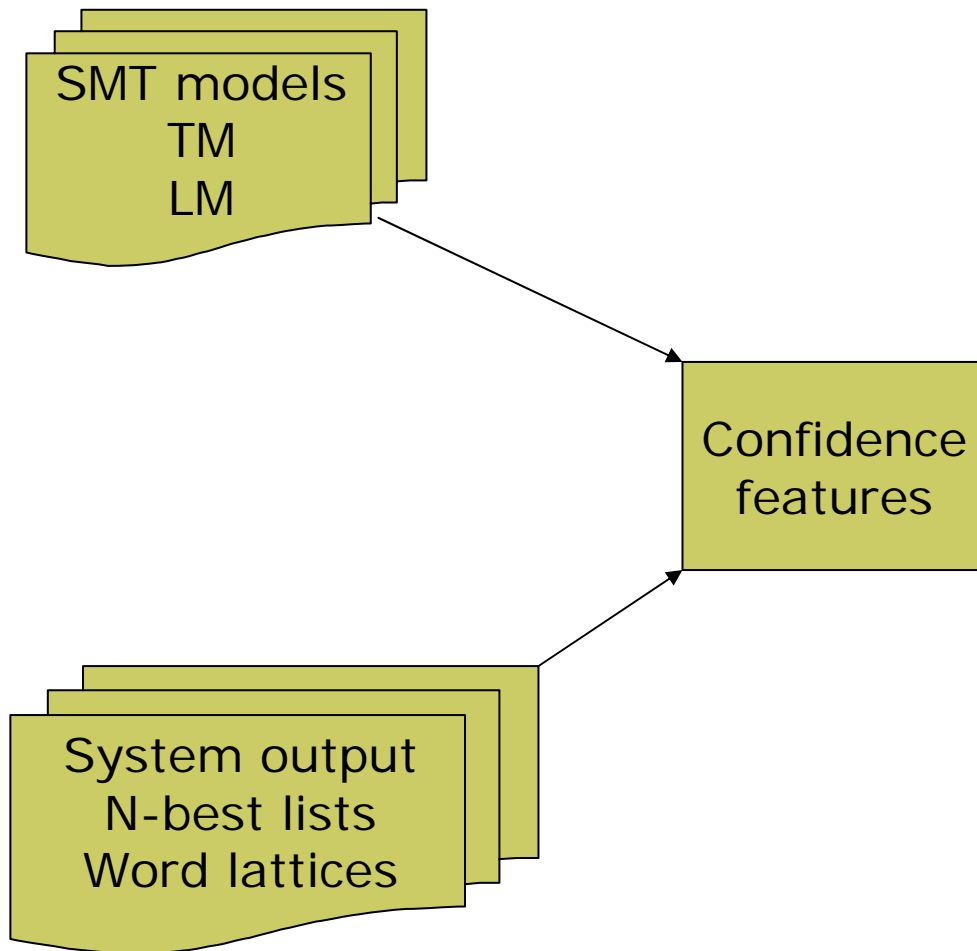 SMT models
TM
LM
Confidence
features
System output
N-best lists
Word lattices